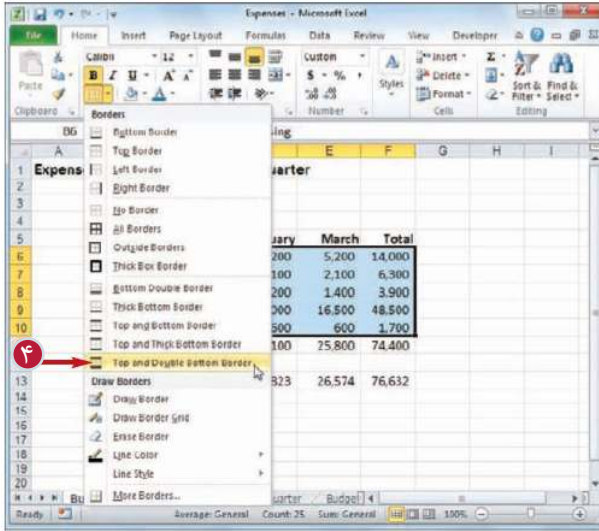 Expenses - Microsoft Excel
File Home Insert Page Layout Formulas Data Review View Developer
Calibri 12 Custom Insert Σ
Paste B I U A A $ % , Styles Delete Sort & Find &
Format Filter Select
Clipboard Number Cells Editing
B6 ing
Borders
Bottom Border
Top Border
Left Border
Right Border
No Border
All Borders
Outside Borders
Thick Box Border
Bottom Double Border
Thick Bottom Border
Top and Bottom Border
Top and Thick Bottom Border
Top and Double Bottom Border
Draw Borders
Draw Border
Draw Border Grid
Erase Border
Line Color
Line Style
More Borders...
۴
A E F G H I
1 Expens uarter
2
3
4
5 uary March Total
6 200 5,200 14,000
7 100 2,100 6,300
8 200 1,400 3,900
9 000 16,500 48,500
10 500 600 1,700
100 25,800 74,400
13 823 26,574 76,632
14
15
16
17
18
19
20
Bu uarter Budget
Ready Average: General Count: 25 Sum: General 100%